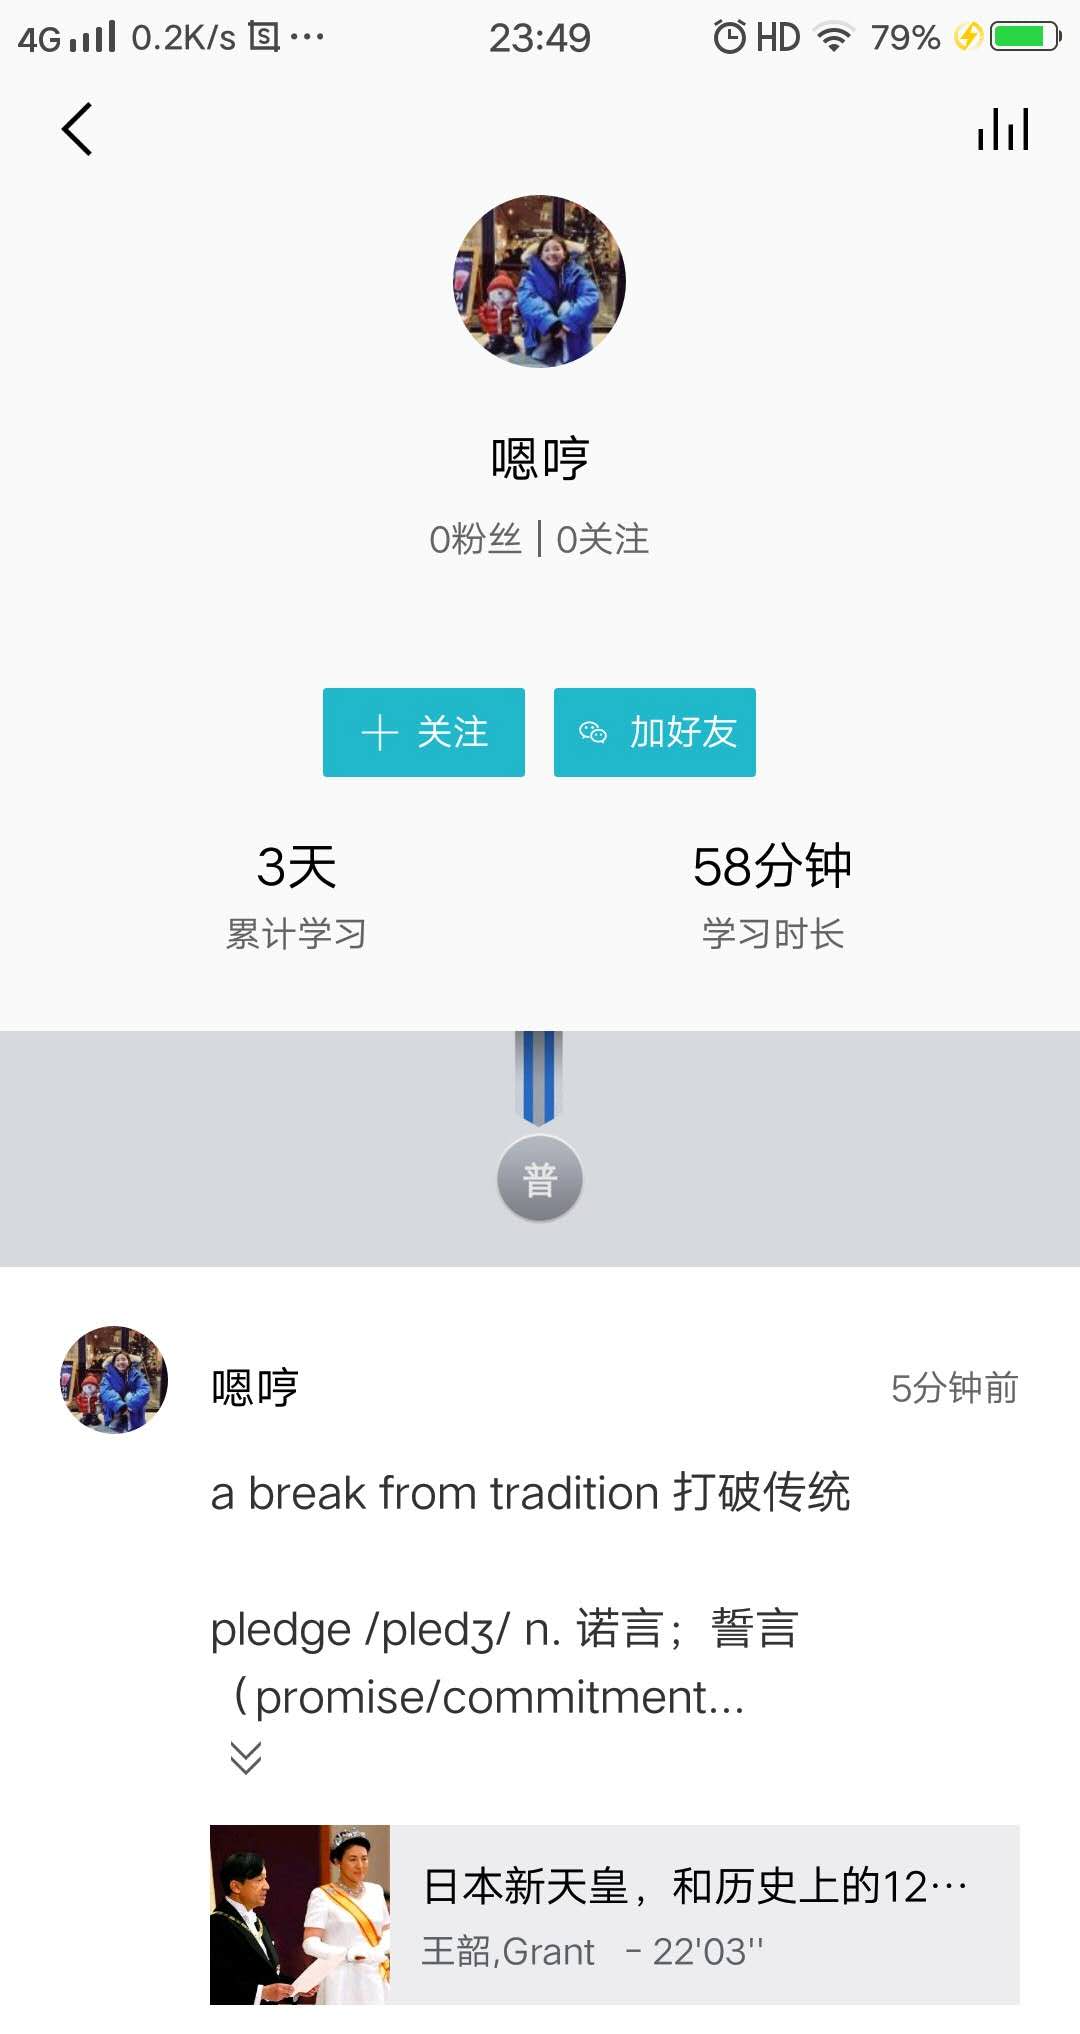 4G 0.2K/s ··· 23:49 HD 79%
嗯哼
0粉丝 | 0关注
关注 加好友
3天 58分钟
累计学习 学习时长
普
嗯哼 5分钟前
a break from tradition 打破传统
pledge /pledʒ/ n. 诺言；誓言
（promise/commitment...
日本新天皇，和历史上的12···
王韶,Grant - 22'03''